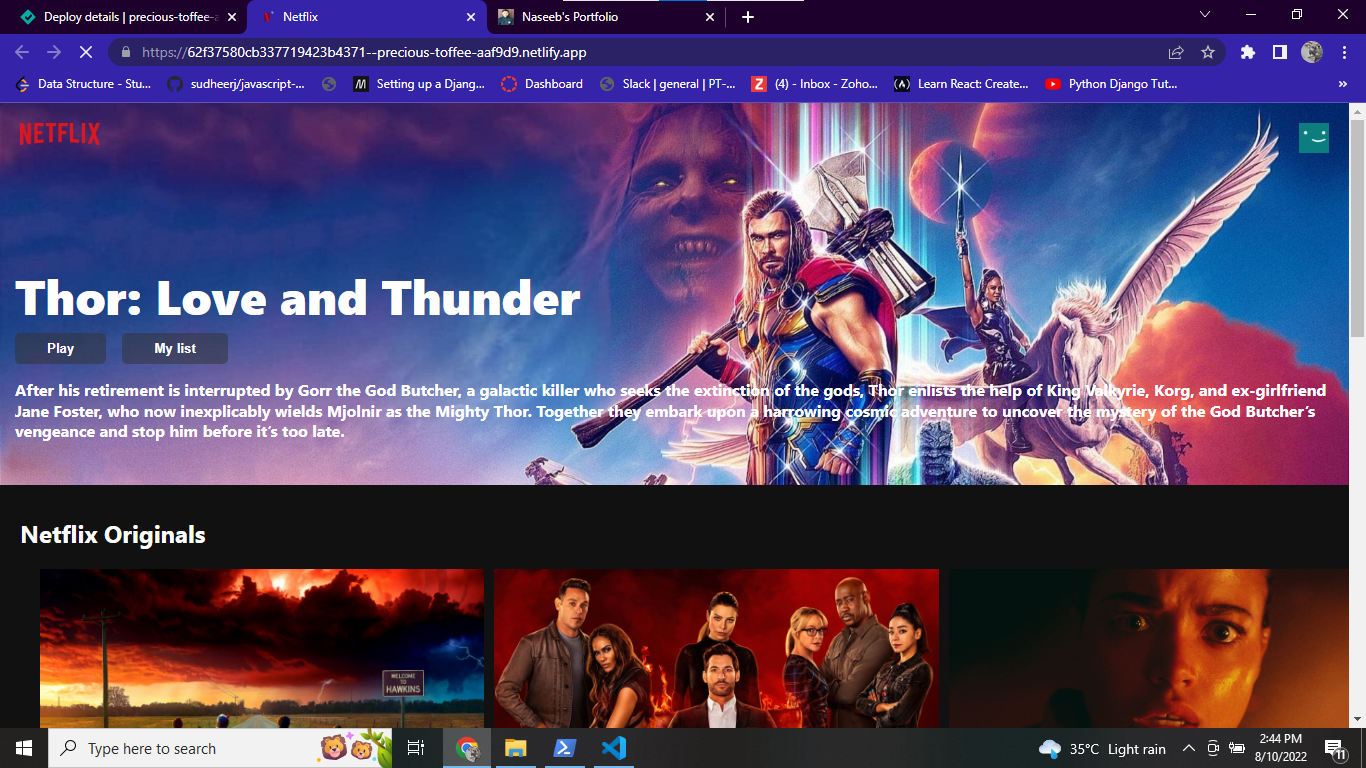 Deploy details | precious-toffee-a
Netflix
Naseeb's Portfolio
https://62f37580cb337719423b4371--precious-toffee-aaf9d9.netlify.app
Data Structure - Stu...
sudheerj/javascript-...
Setting up a Djang...
Dashboard
Slack | general | PT-...
(4) - Inbox - Zoho...
Learn React: Create...
Python Django Tut...
»
NETFLIX
Thor: Love and Thunder
Play
My list
After his retirement is interrupted by Gorr the God Butcher, a galactic killer who seeks the extinction of the gods, Thor enlists the help of King Valkyrie, Korg, and ex-girlfriend
Jane Foster, who now inexplicably wields Mjolnir as the Mighty Thor. Together they embark upon a harrowing cosmic adventure to uncover the mystery of the God Butcher’s
vengeance and stop him before it’s too late.
Netflix Originals
WELCOME
TO
HAWKINS
Type here to search
35°C Light rain
2:44 PM
8/10/2022
11